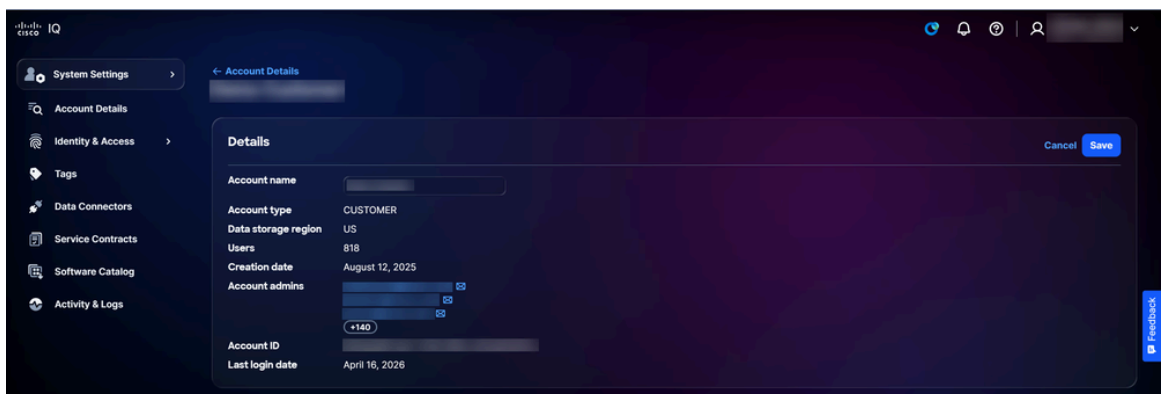 cisco IQ
System Settings
← Account Details
Account Details
Identity & Access
Tags
Data Connectors
Service Contracts
Software Catalog
Activity & Logs
Details
Cancel Save
Account name
Account type CUSTOMER
Data storage region US
Users 818
Creation date August 12, 2025
Account admins
+140
Account ID
Last login date April 16, 2026
Feedback